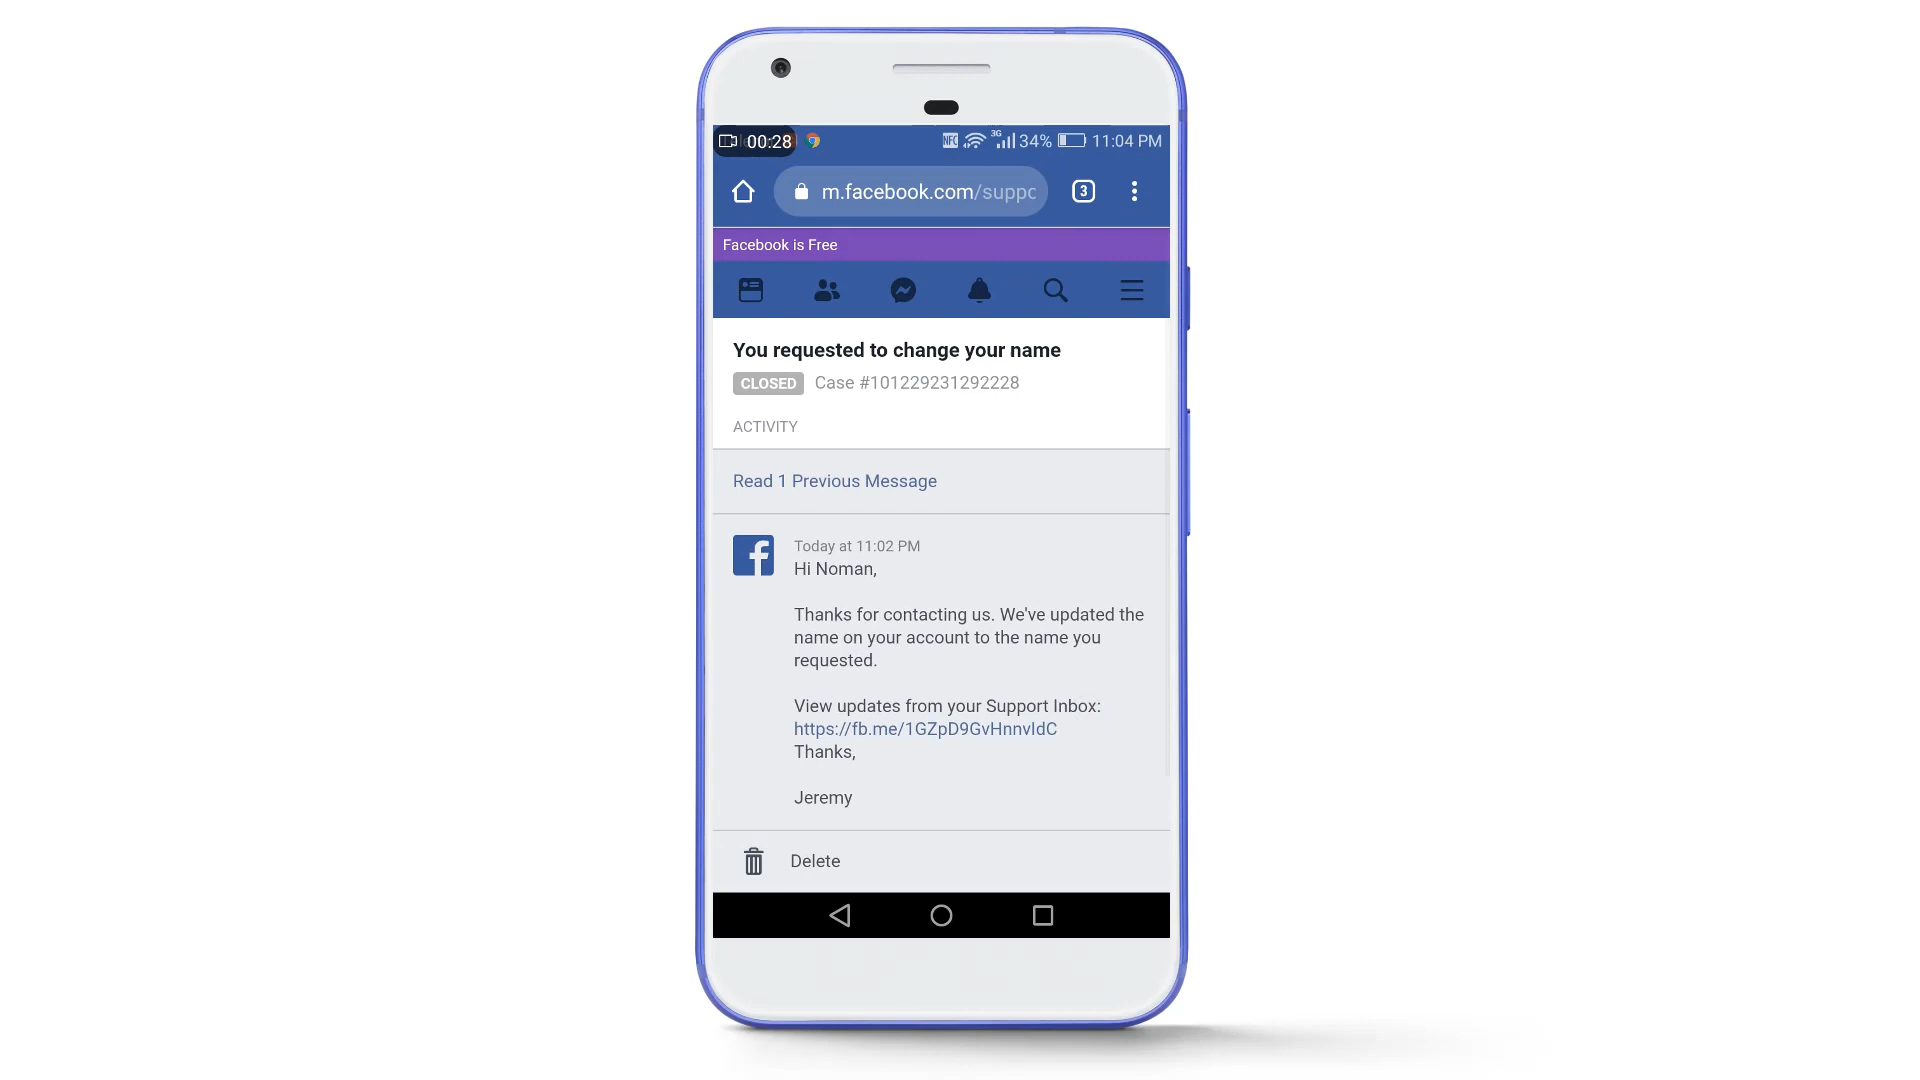 00:28 NFC 3G 34% 11:04 PM
m.facebook.com/suppo 3
Facebook is Free
You requested to change your name
CLOSED Case #101229231292228
ACTIVITY
Read 1 Previous Message
Today at 11:02 PM
Hi Noman,
Thanks for contacting us. We've updated the
name on your account to the name you
requested.
View updates from your Support Inbox:
https://fb.me/1GZpD9GvHnnvIdC
Thanks,
Jeremy
Delete